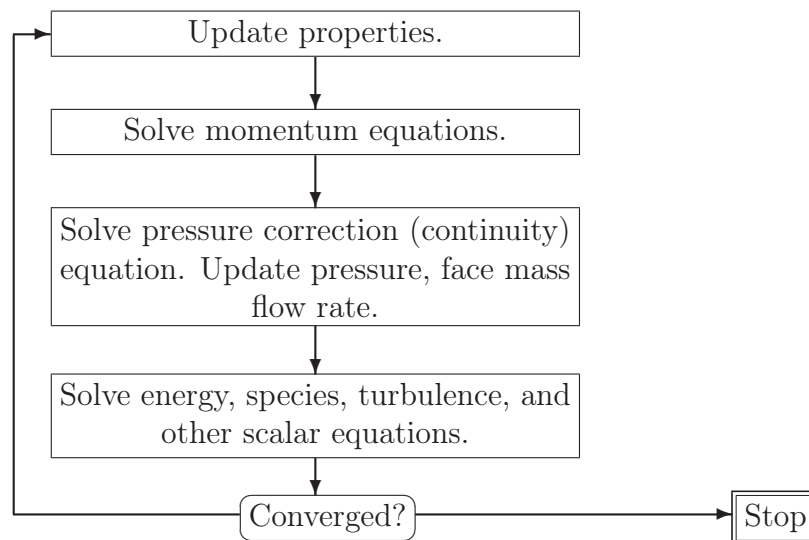 Update properties.
Solve momentum equations.
Solve pressure correction (continuity)
equation. Update pressure, face mass
flow rate.
Solve energy, species, turbulence, and
other scalar equations.
Converged?
Stop